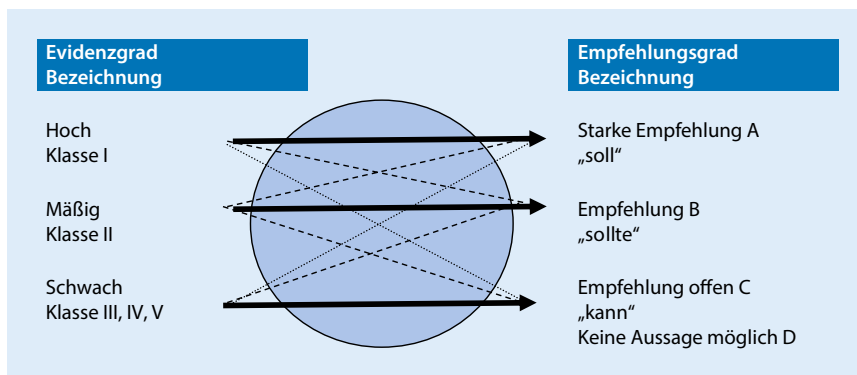 Evidenzgrad
Bezeichnung
Empfehlungsgrad
Bezeichnung
Hoch
Klasse I
Starke Empfehlung A
„soll“
Mäßig
Klasse II
Empfehlung B
„sollte“
Schwach
Klasse III, IV, V
Empfehlung offen C
„kann“
Keine Aussage möglich D